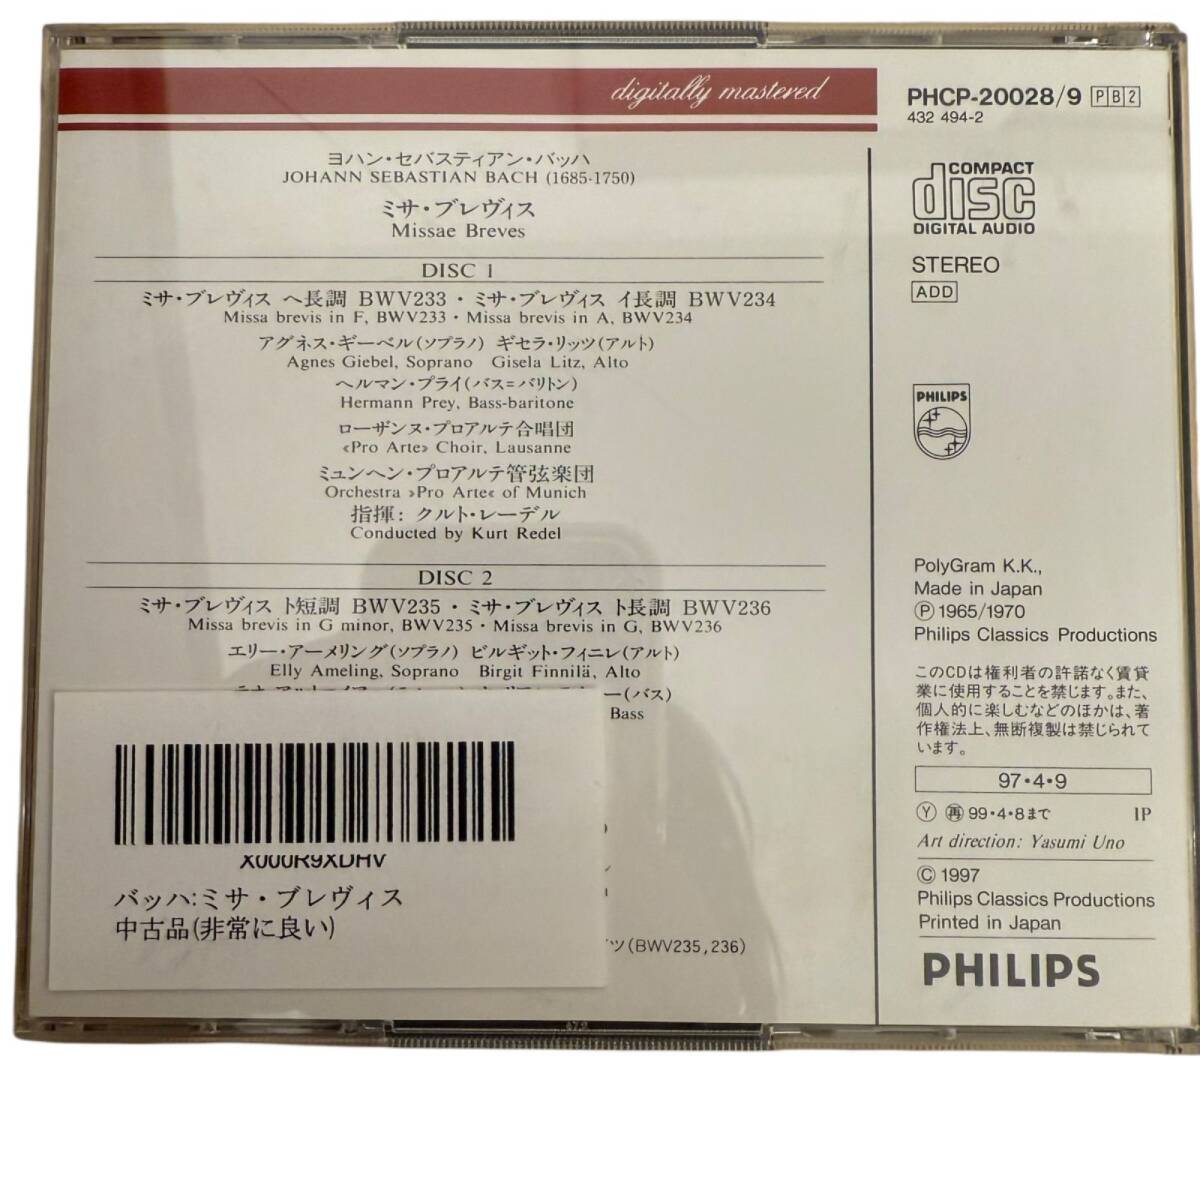 digitally mastered
PHCP-20028/9 PB2
432 494-2
ヨハン・セバスティアン・バッハ
JOHANN SEBASTIAN BACH (1685-1750)
ミサ・ブレヴィス
Missae Breves
DISC 1
ミサ・ブレヴィス ヘ長調 BWV233・ミサ・ブレヴィス イ長調 BWV234
Missa brevis in F, BWV233・Missa brevis in A, BWV234
アグネス・ギーベル(ソプラノ) ギセラ・リッツ(アルト)
Agnes Giebel, Soprano Gisela Litz, Alto
ヘルマン・プライ(バス=バリトン)
Hermann Prey, Bass-baritone
ローザンヌ・プロアルテ合唱団
«Pro Arte» Choir, Lausanne
ミュンヘン・プロアルテ管弦楽団
Orchestra »Pro Arte« of Munich
指揮: クルト・レーデル
Conducted by Kurt Redel
DISC 2
ミサ・ブレヴィス ト短調 BWV235・ミサ・ブレヴィス ト長調 BWV236
Missa brevis in G minor, BWV235・Missa brevis in G, BWV236
エリー・アーメリング(ソプラノ) ビルギット・フィニレ(アルト)
Elly Ameling, Soprano Birgit Finnilä, Alto
ー(バス)
Bass
ツ(BWV235,236)
X000R9XDHV
バッハ:ミサ・ブレヴィス
中古品(非常に良い)
COMPACT
disc
DIGITAL AUDIO
STEREO
ADD
PHILIPS
PolyGram K.K.,
Made in Japan
Ⓟ 1965/1970
Philips Classics Productions
このCDは権利者の許諾なく賃貸
業に使用することを禁じます。また、
個人的に楽しむなどのほかは、著
作権法上、無断複製は禁じられて
います。
97・4・9
Ⓨ 再 99・4・8まで 1P
Art direction: Yasumi Uno
© 1997
Philips Classics Productions
Printed in Japan
PHILIPS